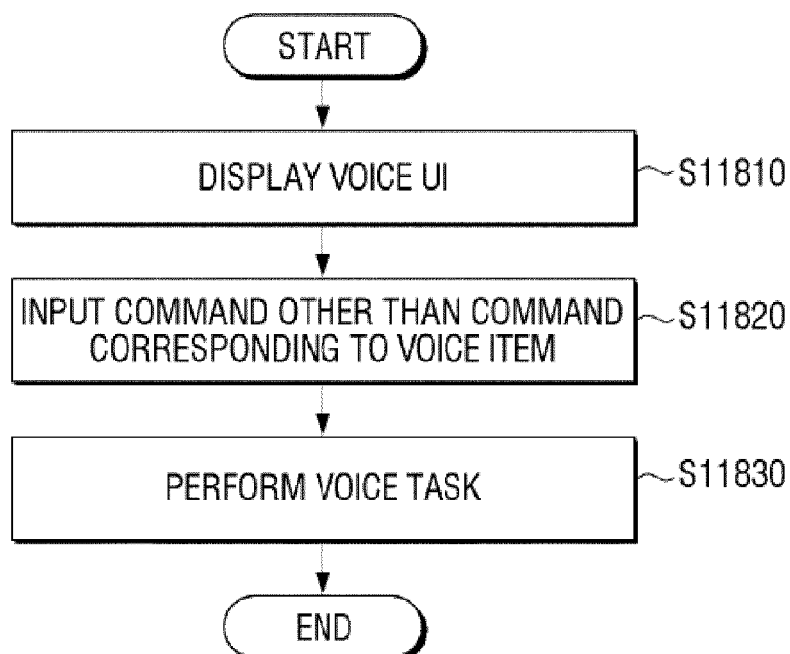 START
DISPLAY VOICE UI
S11810
INPUT COMMAND OTHER THAN COMMAND
CORRESPONDING TO VOICE ITEM
S11820
PERFORM VOICE TASK
S11830
END